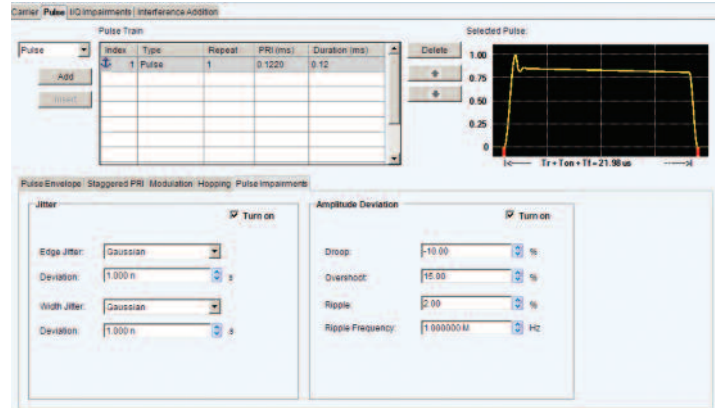 Carrier Pulse I/Q Impairments Interference Addition
Pulse Train
Selected Pulse:
Pulse
Index Type Repeat PRI(ms) Duration (ms)
Delete
1 Pulse 1 0.1220 0.12
Add
Insert
1.00
0.75
0.50
0.25
0
Tr + Ton + Tf = 21.98 us
Pulse Envelope Staggered PRI Modulation Hopping Pulse Impairments
Jitter
Turn on
Edge Jitter: Gaussian
Deviation: 1.000 n s
Width Jitter: Gaussian
Deviation: 1.000 n s
Amplitude Deviation
Turn on
Droop: -10.00 %
Overshoot: 15.00 %
Ripple: 2.00 %
Ripple Frequency: 1.000000 M Hz